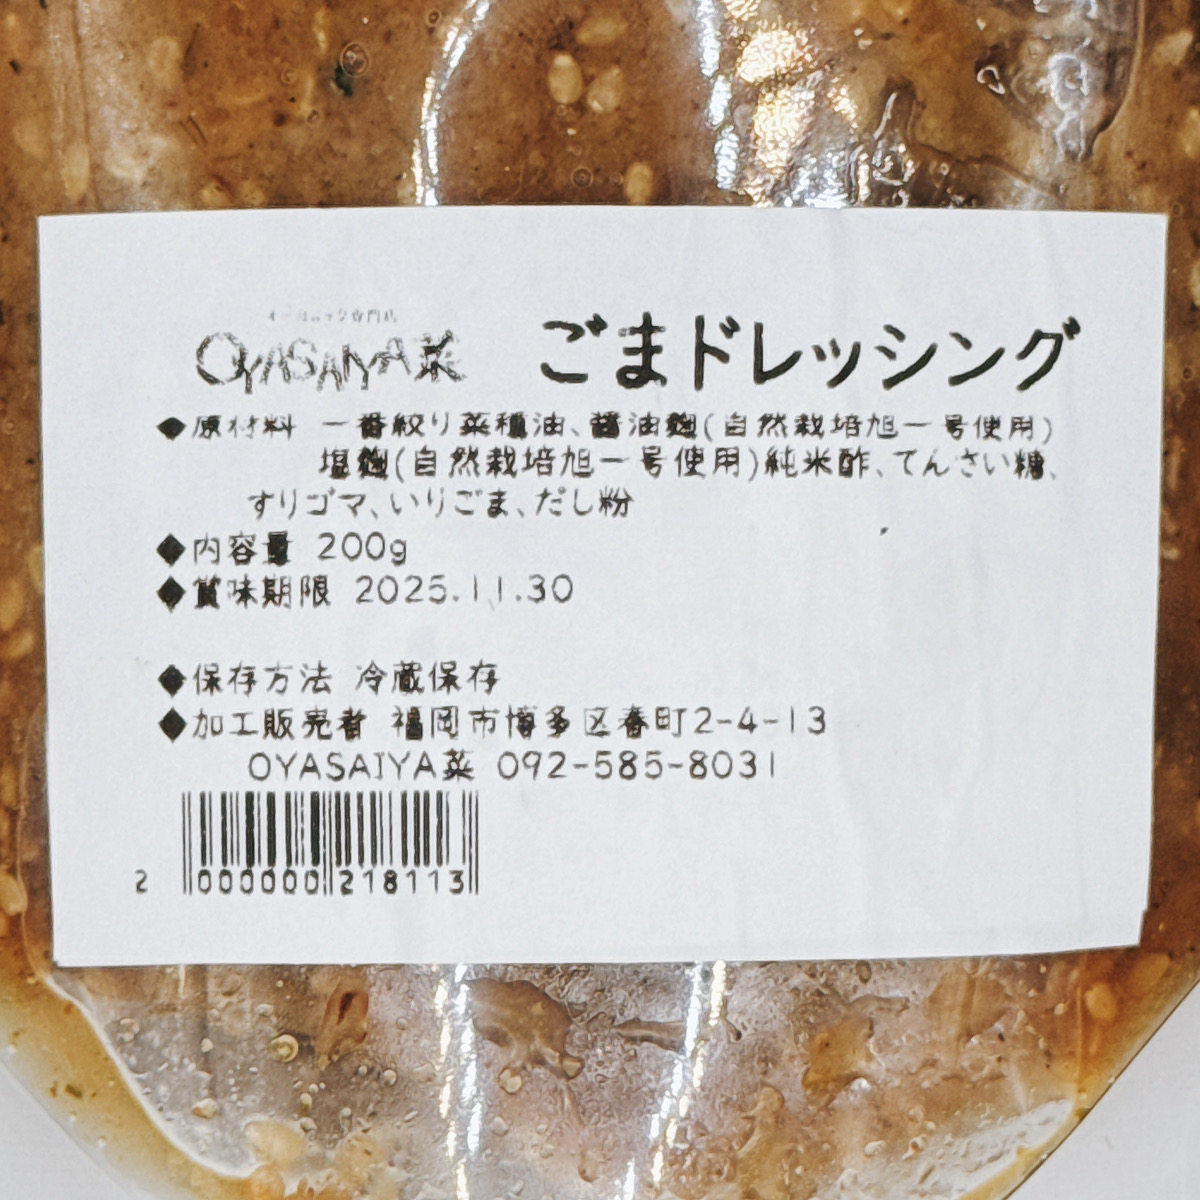 オーガニック専門店
OYASAIYA菜 ごまドレッシング
◆原材料 一番絞り菜種油、醤油麹(自然栽培旭一号使用)
塩麹(自然栽培旭一号使用)純米酢、てんさい糖、
すりゴマ、いりごま、だし粉
◆内容量 200g
◆賞味期限 2025.11.30
◆保存方法 冷蔵保存
◆加工販売者 福岡市博多区春町2-4-13
OYASAIYA菜 092-585-8031
2 000000 218113